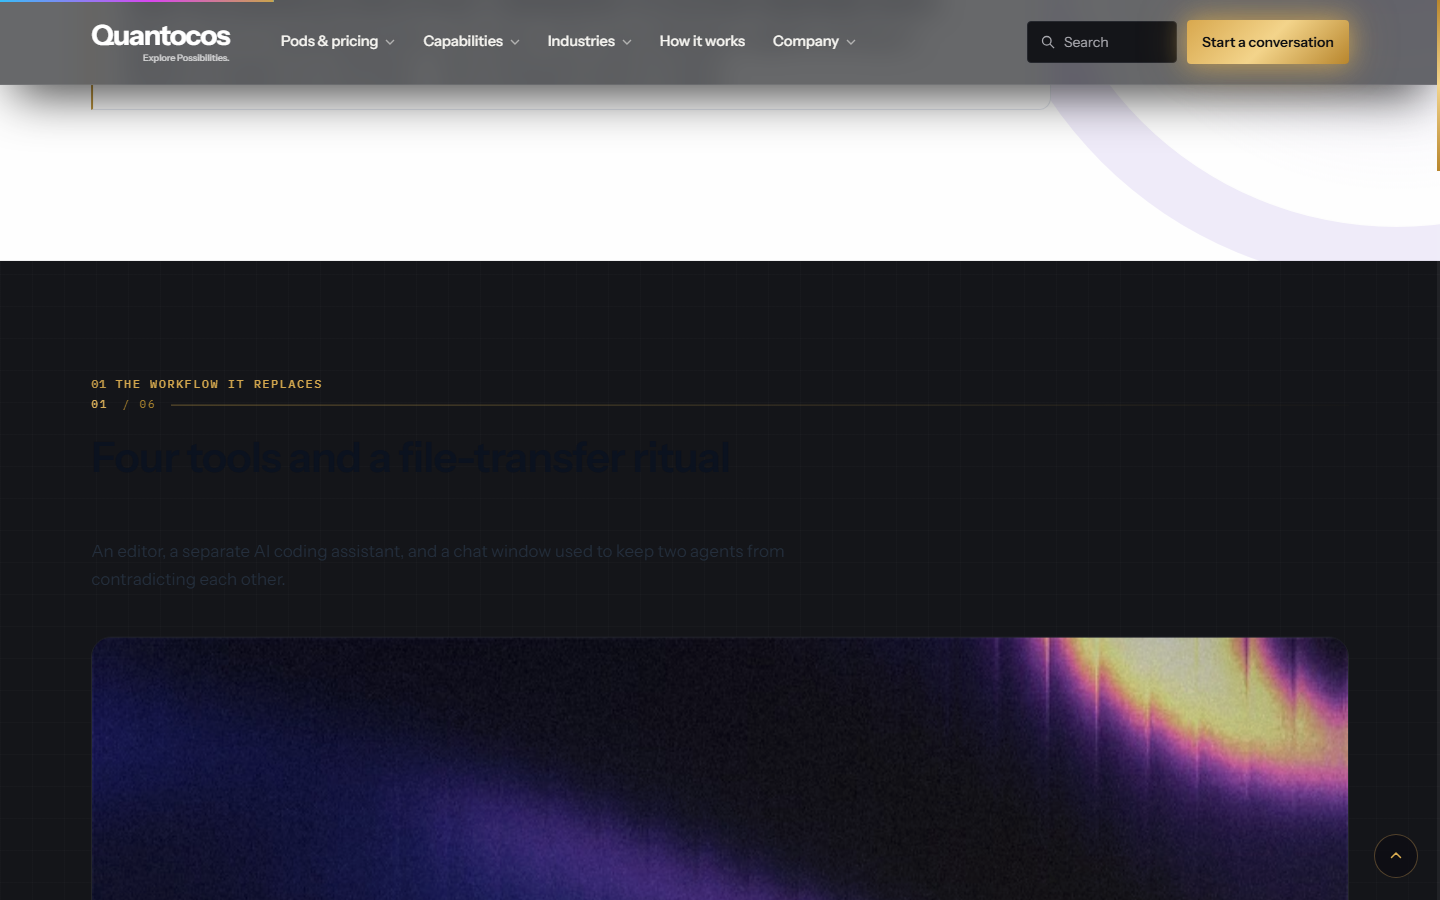 Quantocos
Explore Possibilities.
Pods & pricing
Capabilities
Industries
How it works
Company
Search
Start a conversation
01 THE WORKFLOW IT REPLACES
01 / 06
Four tools and a file-transfer ritual
An editor, a separate AI coding assistant, and a chat window used to keep two agents from
contradicting each other.